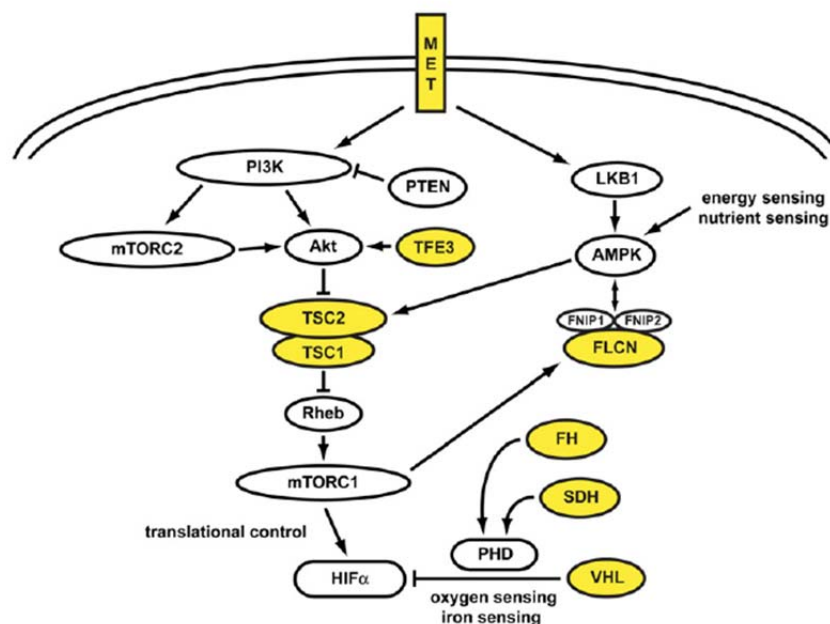 M
E
T
PI3K
PTEN
LKB1
energy sensing
nutrient sensing
mTORC2
Akt
TFE3
AMPK
TSC2
FNIP1
FNIP2
TSC1
FLCN
Rheb
FH
mTORC1
SDH
translational control
PHD
HIFα
VHL
oxygen sensing
iron sensing